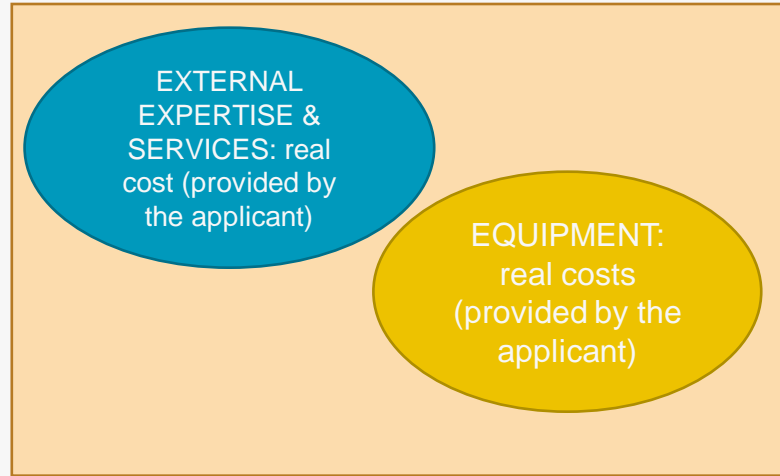 EXTERNAL
EXPERTISE &
SERVICES: real
cost (provided by
the applicant)
EQUIPMENT:
real costs
(provided by the
applicant)